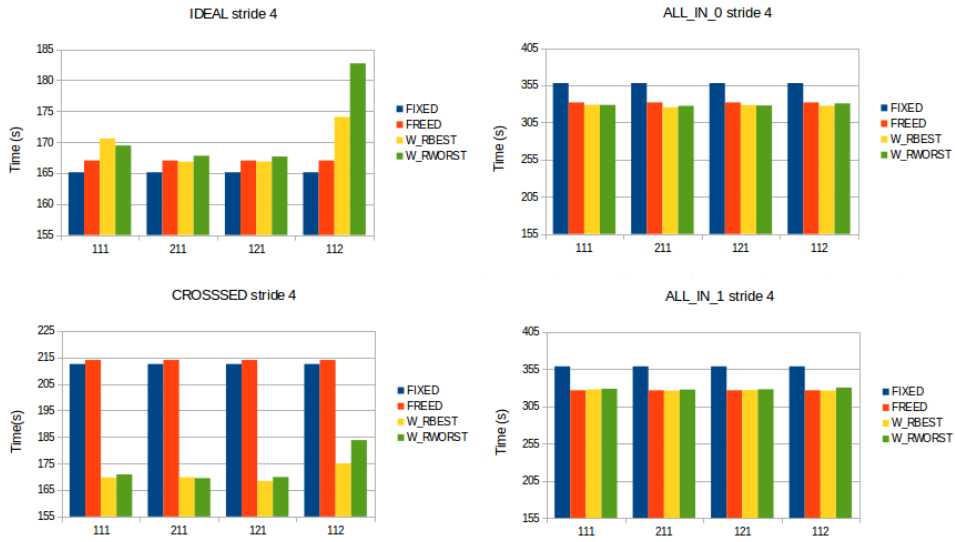 IDEAL stride 4
Time (s)
185
180
175
170
165
160
155
111 211 121 112
FIXED
FREED
W_RBEST
W_RWORST
ALL_IN_0 stride 4
Time (s)
405
355
305
255
205
155
111 211 121 112
FIXED
FREED
W_RBEST
W_RWORST
CROSSSED stride 4
Time(s)
225
215
205
195
185
175
165
155
111 211 121 112
FIXED
FREED
W_RBEST
W_RWORST
ALL_IN_1 stride 4
Time (s)
405
355
305
255
205
155
111 211 121 112
FIXED
FREED
W_RBEST
W_RWORST